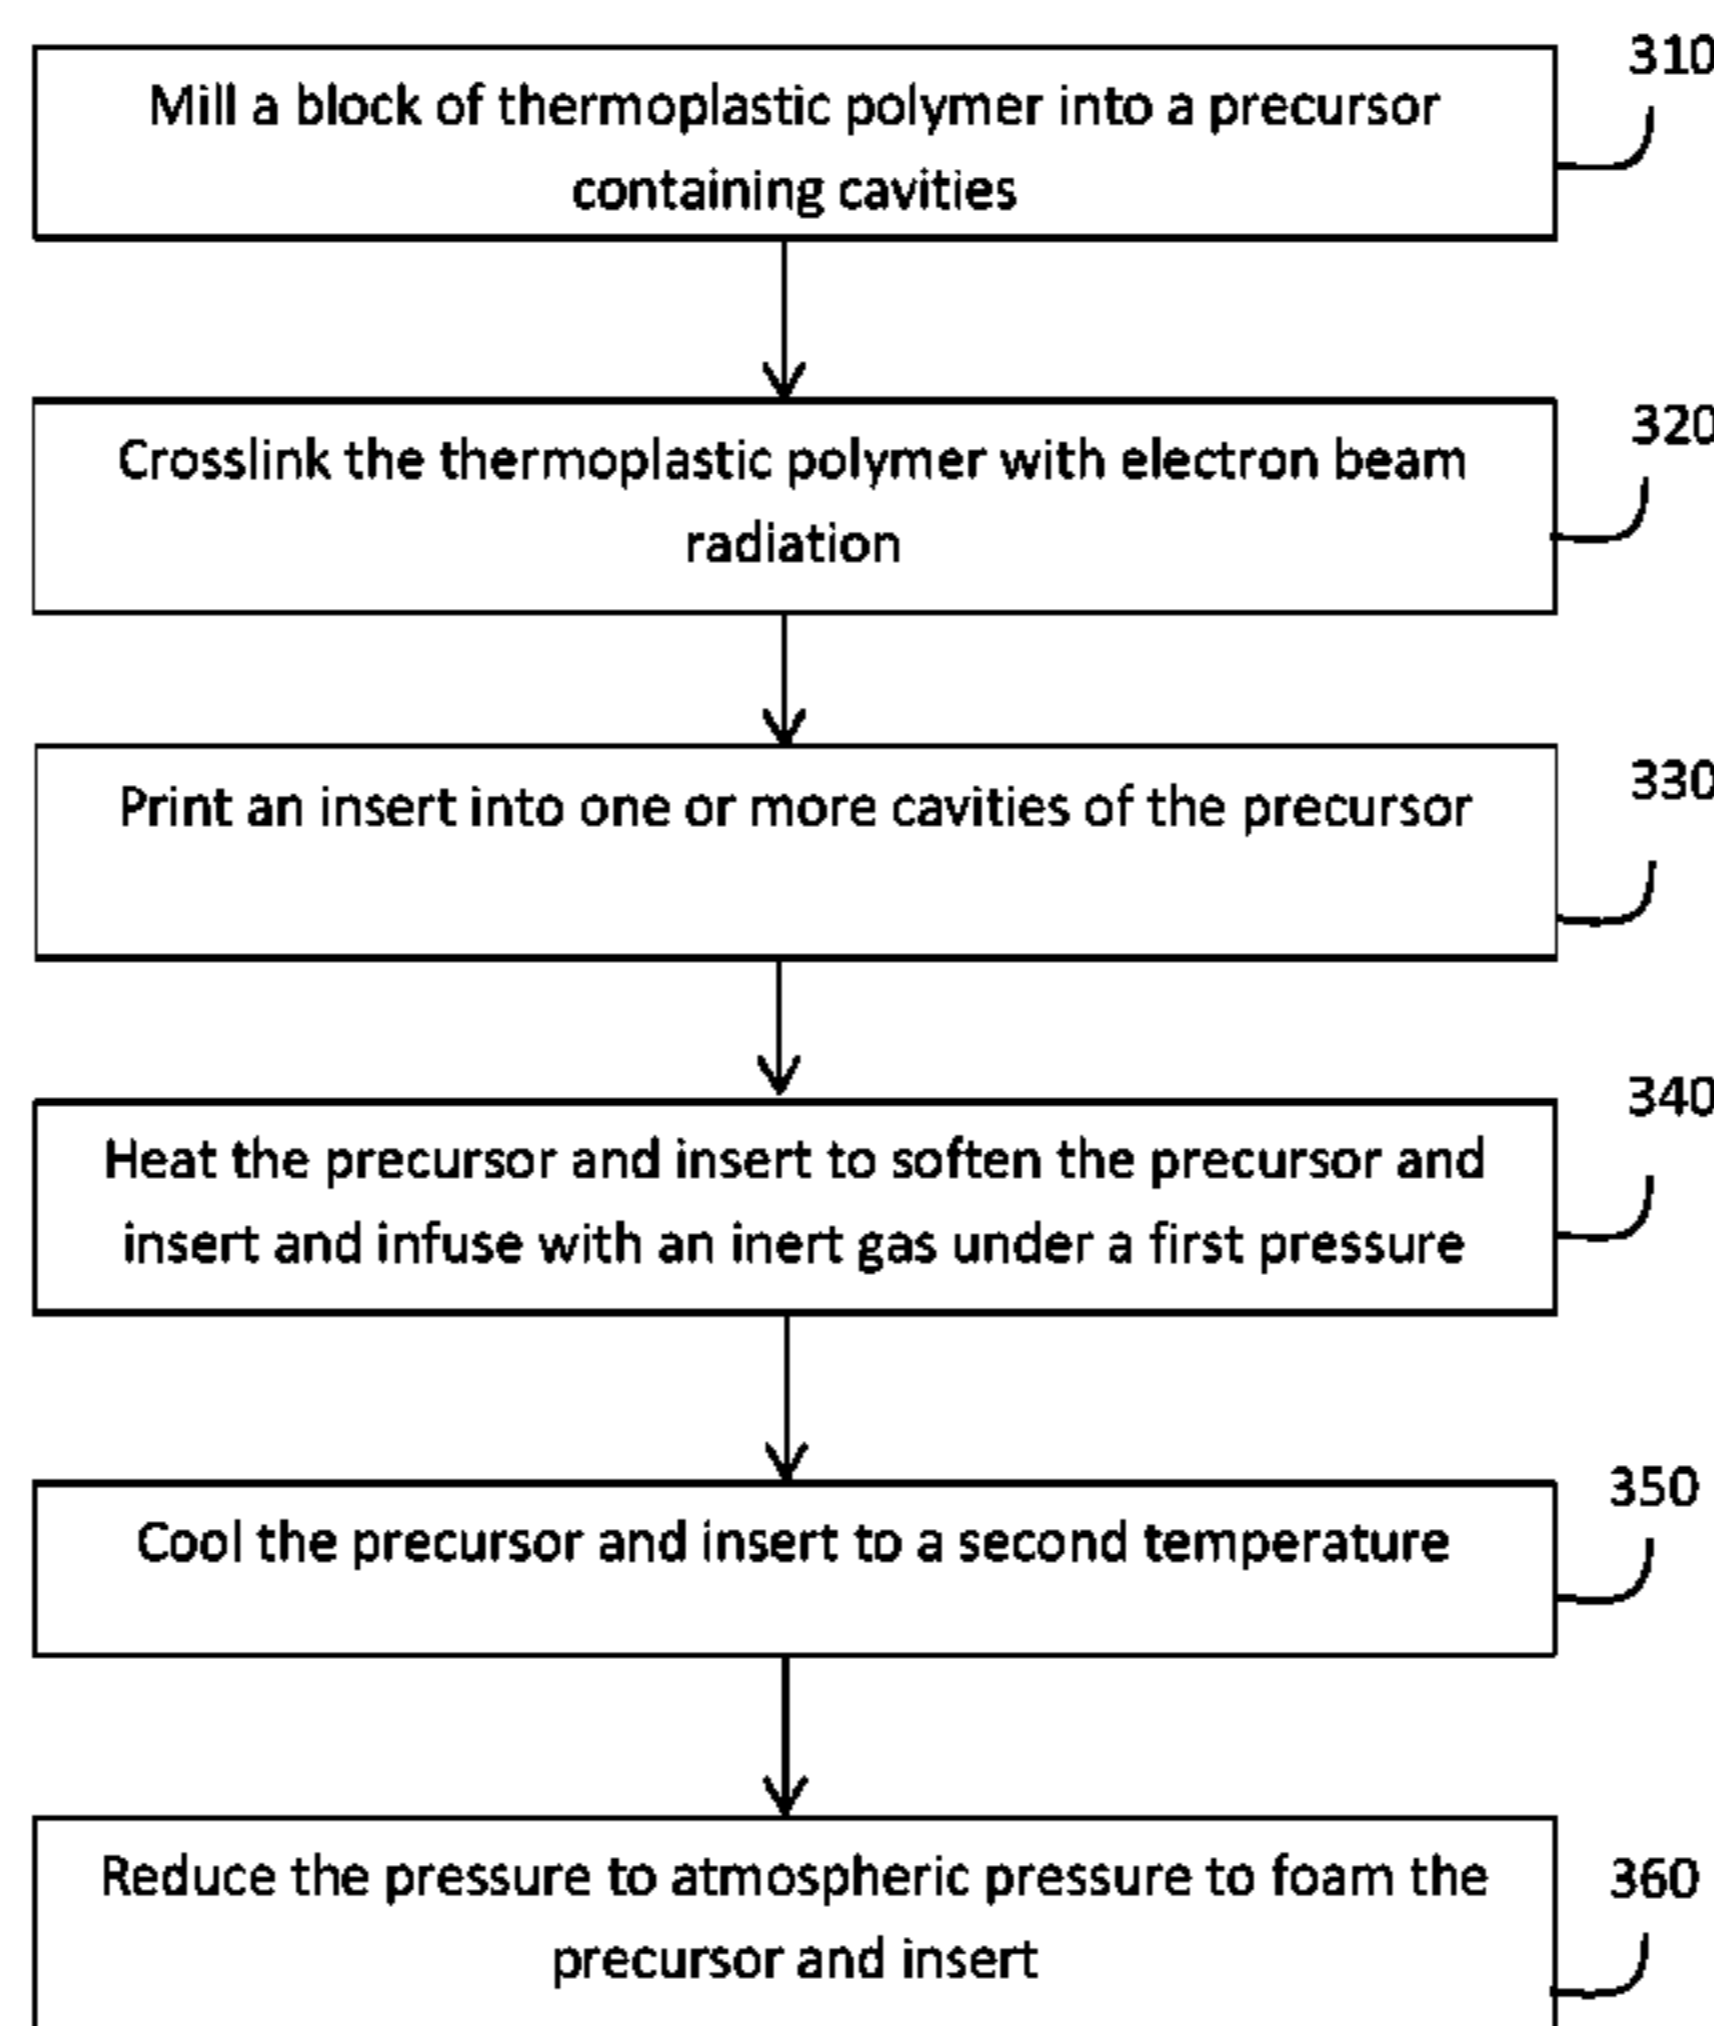 310
Mill a block of thermoplastic polymer into a precursor
containing cavities
320
Crosslink the thermoplastic polymer with electron beam
radiation
330
Print an insert into one or more cavities of the precursor
340
Heat the precursor and insert to soften the precursor and
insert and infuse with an inert gas under a first pressure
350
Cool the precursor and insert to a second temperature
360
Reduce the pressure to atmospheric pressure to foam the
precursor and insert